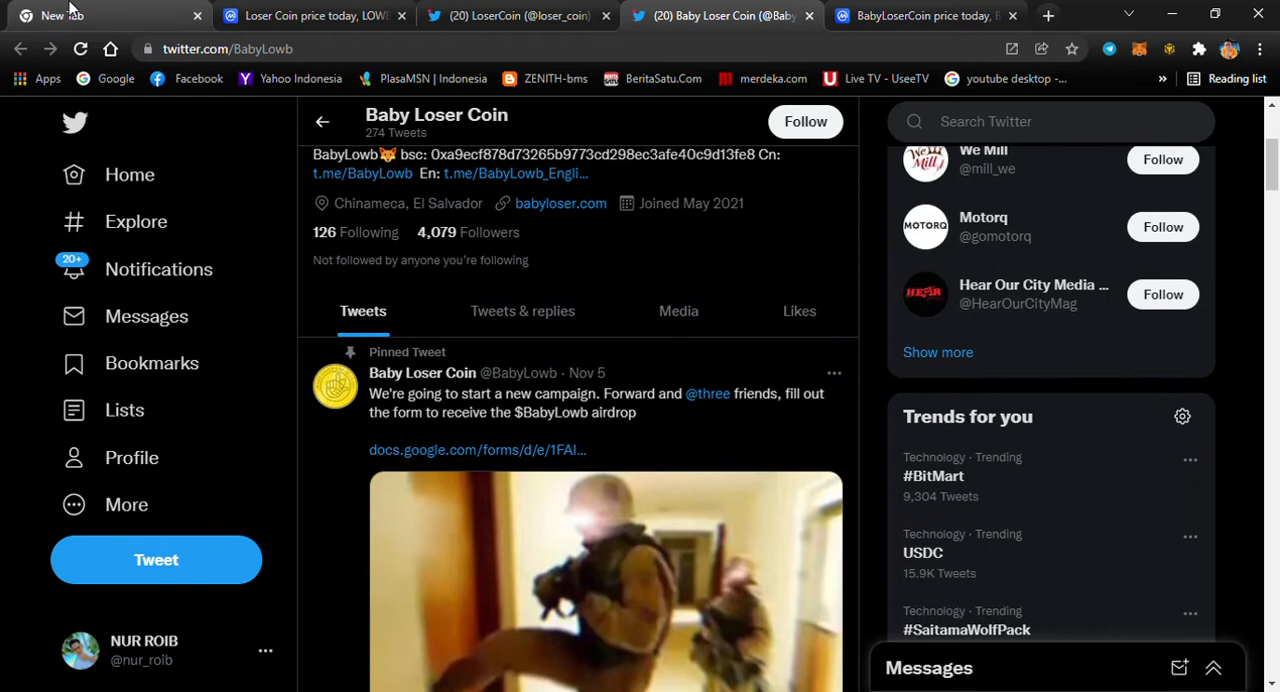 New Tab
Loser Coin price today, LOW
(20) LoserCoin (@loser_coin)
(20) Baby Loser Coin (@Baby
BabyLoserCoin price today, B
twitter.com/BabyLowb
Apps
Google
Facebook
Yahoo Indonesia
PlasaMSN | Indonesia
ZENITH-bms
BeritaSatu.Com
merdeka.com
Live TV - UseeTV
youtube desktop -...
»
Reading list
Baby Loser Coin
274 Tweets
Follow
Search Twitter
BabyLowb🦊 bsc: 0xa9ecf878d73265b9773cd298ec3afe40c9d13fe8 Cn:
t.me/BabyLowb En: t.me/BabyLowb_Engli...
Chinameca, El Salvador babyloser.com Joined May 2021
126 Following 4,079 Followers
Not followed by anyone you're following
Tweets
Tweets & replies
Media
Likes
Pinned Tweet
Baby Loser Coin @BabyLowb · Nov 5
We're going to start a new campaign. Forward and @three friends, fill out
the form to receive the $BabyLowb airdrop
docs.google.com/forms/d/e/1FAI...
Home
Explore
20+
Notifications
Messages
Bookmarks
Lists
Profile
More
Tweet
NUR ROIB
@nur_roib
We Mill
@mill_we
Follow
MOTORQ
Motorq
@gomotorq
Follow
HEAR
Hear Our City Media ...
@HearOurCityMag
Follow
Show more
Trends for you
Technology · Trending
#BitMart
9,304 Tweets
Technology · Trending
USDC
15.9K Tweets
Technology · Trending
#SaitamaWolfPack
Messages